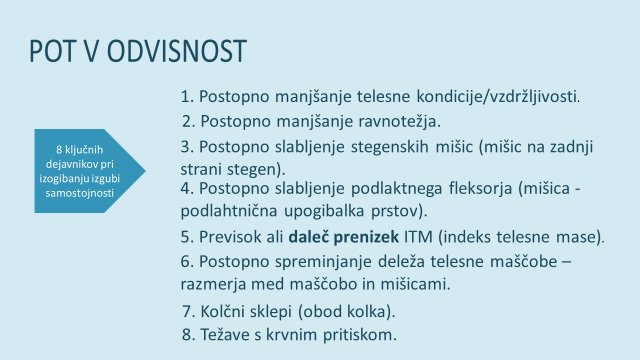 POT V ODVISNOST
8 ključnih
dejavnikov pri
izogibanju izgubi
samostojnosti
1. Postopno manjšanje telesne kondicije/vzdržljivosti.
2. Postopno manjšanje ravnotežja.
3. Postopno slabljenje stegenskih mišic (mišic na zadnji
strani stegen).
4. Postopno slabljenje podlaktnega fleksorja (mišica -
podlahtnična upogibalka prstov).
5. Previsok ali daleč prenizek ITM (indeks telesne mase).
6. Postopno spreminjanje deleža telesne maščobe –
razmerja med maščobo in mišicami.
7. Kolčni sklepi (obod kolka).
8. Težave s krvnim pritiskom.